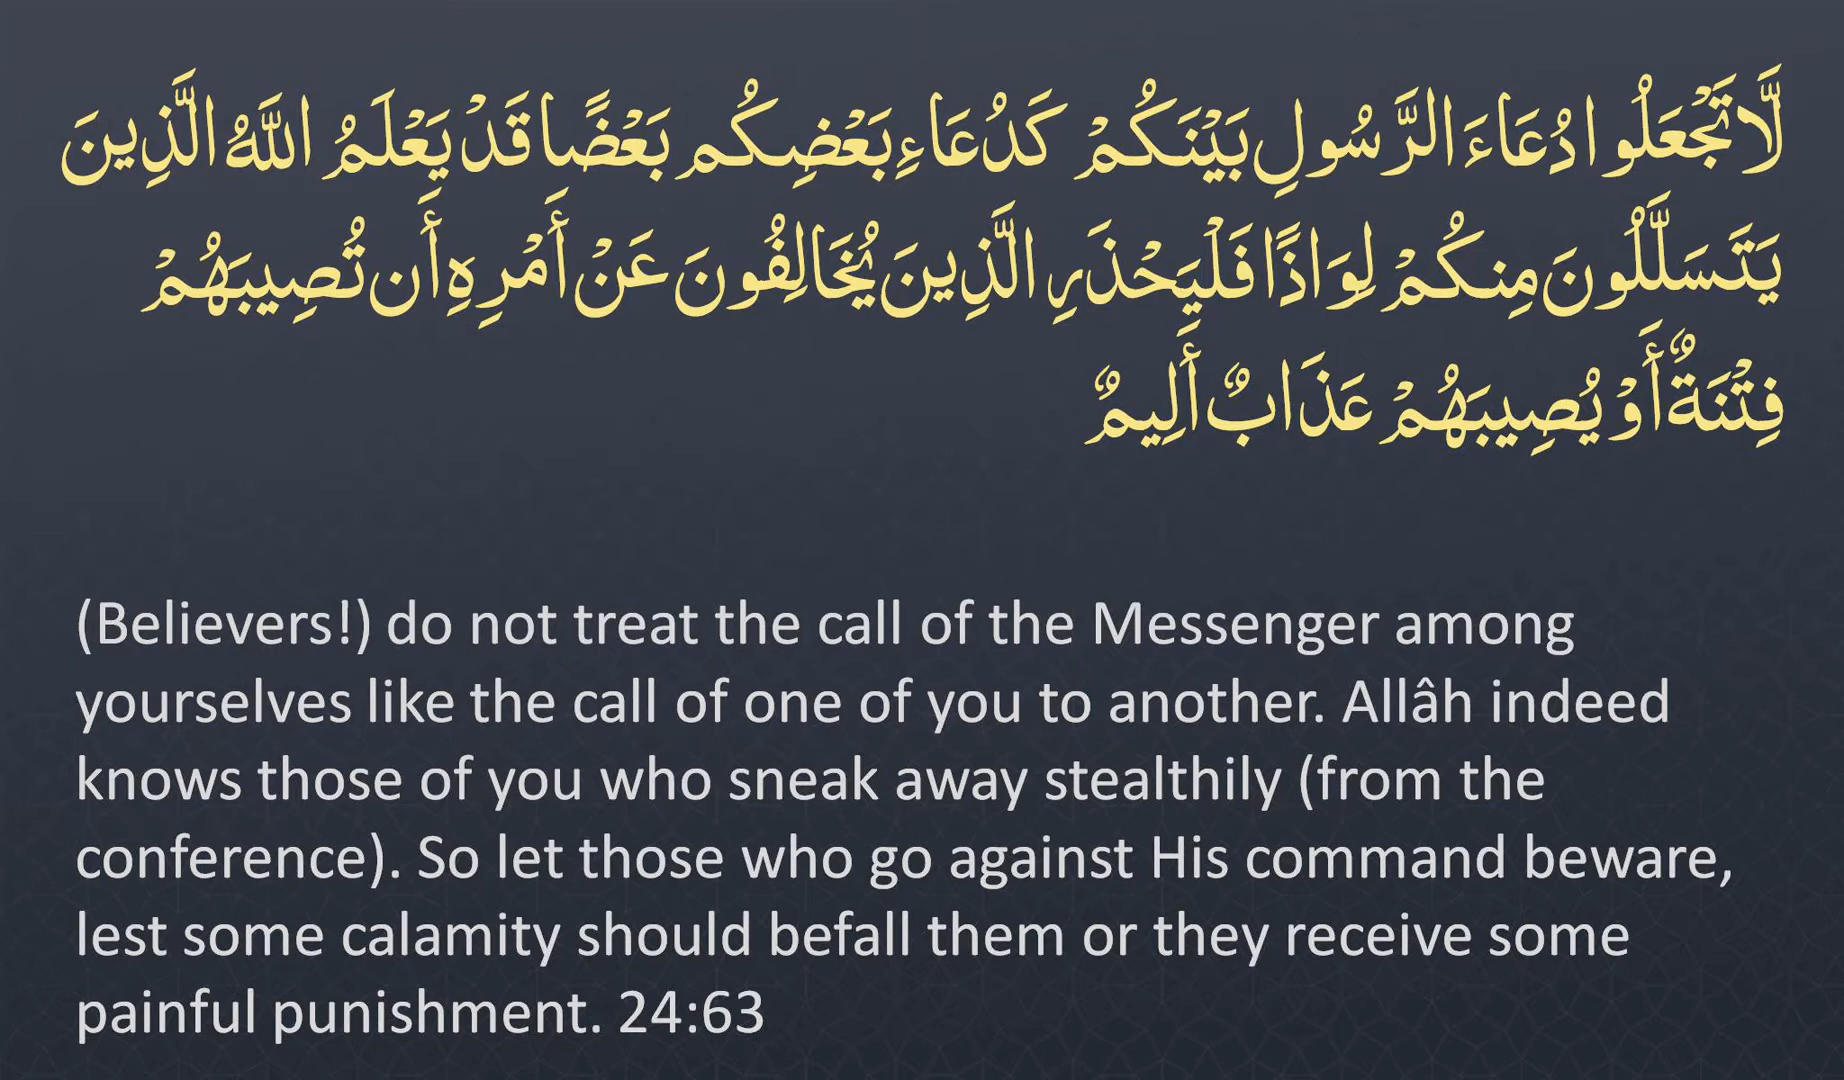 لَّا تَجْعَلُوا دُعَاءَ الرَّسُولِ بَيْنَكُمْ كَدُعَاءِ بَعْضِكُم بَعْضًا قَدْ يَعْلَمُ اللَّهُ الَّذِينَ
يَتَسَلَّلُونَ مِنكُمْ لِوَاذًا فَلْيَحْذَرِ الَّذِينَ يُخَالِفُونَ عَنْ أَمْرِهِ أَن تُصِيبَهُمْ
فِتْنَةٌ أَوْ يُصِيبَهُمْ عَذَابٌ أَلِيمٌ
(Believers!) do not treat the call of the Messenger among
yourselves like the call of one of you to another. Allâh indeed
knows those of you who sneak away stealthily (from the
conference). So let those who go against His command beware,
lest some calamity should befall them or they receive some
painful punishment. 24:63